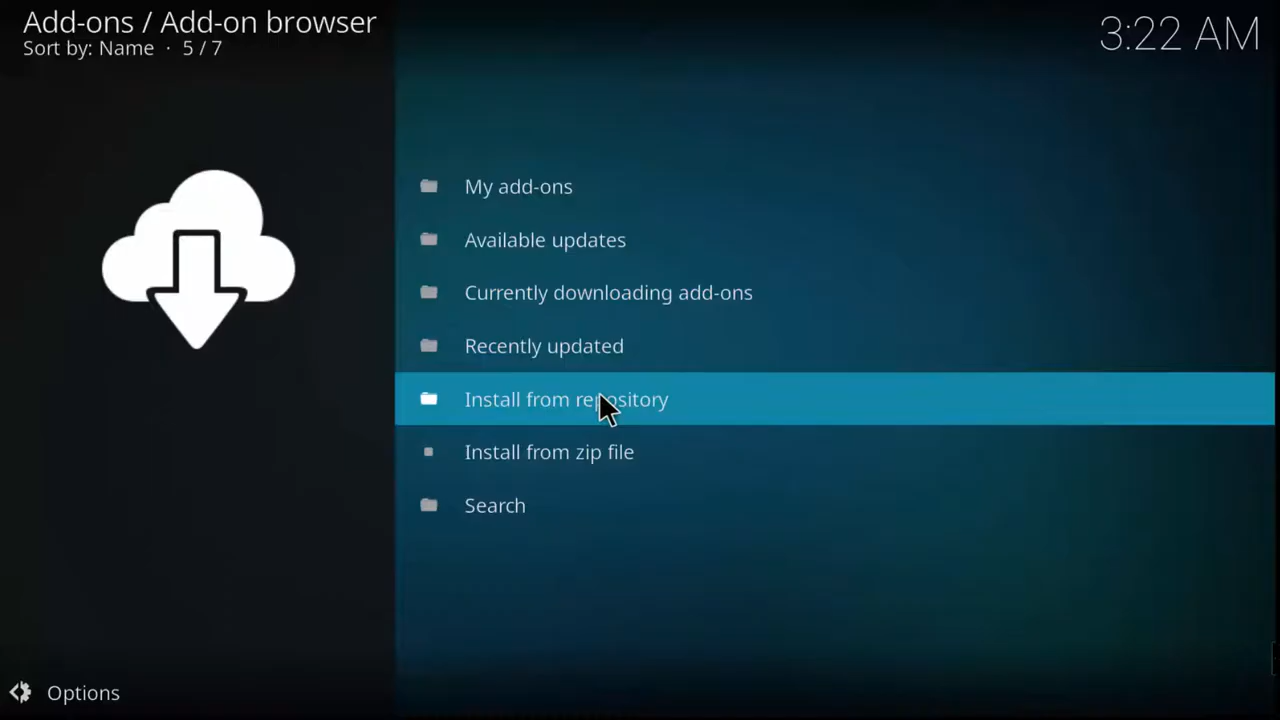 Add-ons / Add-on browser
Sort by: Name · 5 / 7
3:22 AM
My add-ons
Available updates
Currently downloading add-ons
Recently updated
Install from repository
Install from zip file
Search
Options